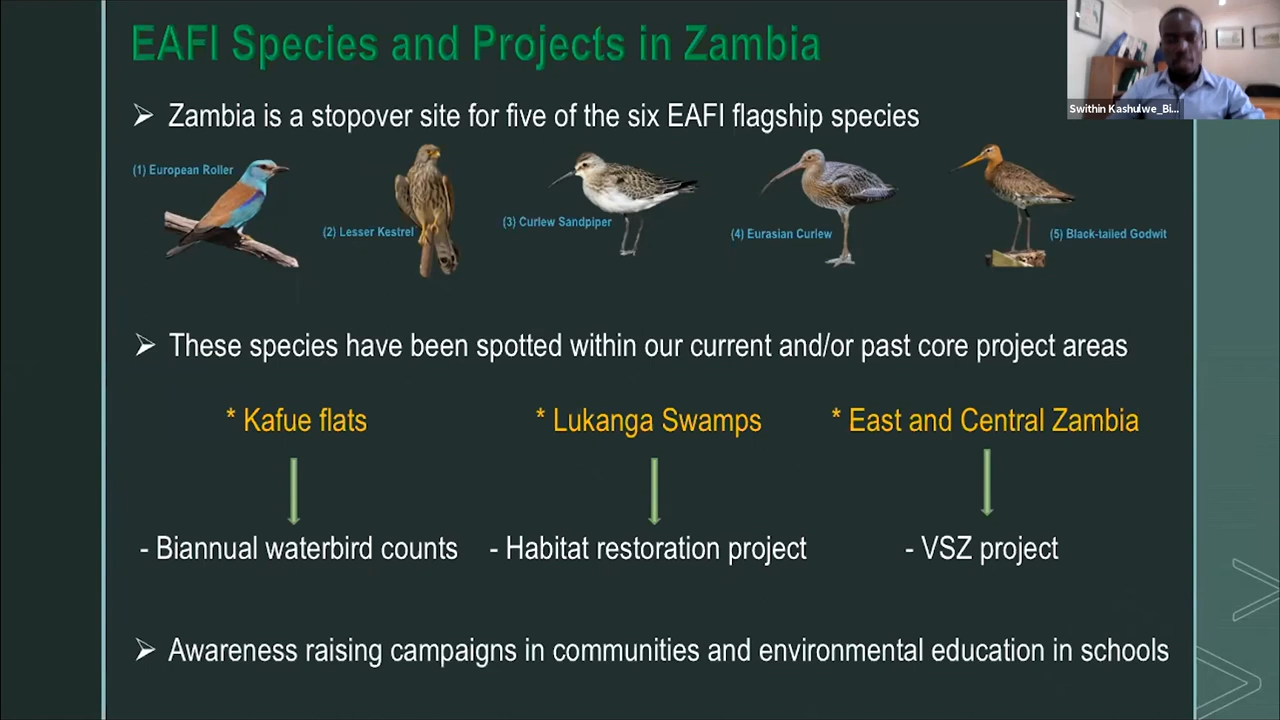 EAFI Species and Projects in Zambia
Swithin Kashulwe_Bi...
➢ Zambia is a stopover site for five of the six EAFI flagship species
(1) European Roller
(2) Lesser Kestrel
(3) Curlew Sandpiper
(4) Eurasian Curlew
(5) Black-tailed Godwit
➢ These species have been spotted within our current and/or past core project areas
* Kafue flats
* Lukanga Swamps
* East and Central Zambia
- Biannual waterbird counts
- Habitat restoration project
- VSZ project
➢ Awareness raising campaigns in communities and environmental education in schools